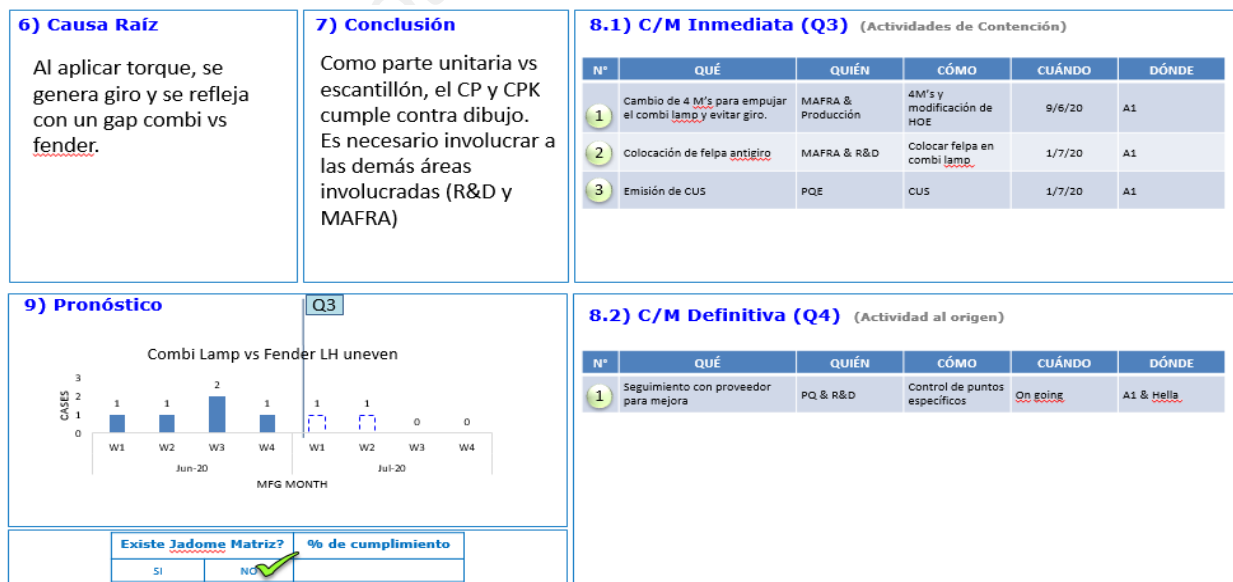 6) Causa Raíz
Al aplicar torque, se
genera giro y se refleja
con un gap combi vs
fender.
7) Conclusión
Como parte unitaria vs
escantillón, el CP y CPK
cumple contra dibujo.
Es necesario involucrar a
las demás áreas
involucradas (R&D y
MAFRA)
8.1) C/M Inmediata (Q3) (Actividades de Contención)
N° QUÉ QUIÉN CÓMO CUÁNDO DÓNDE
1 Cambio de 4 M's para empujar el combi lamp y evitar giro. MAFRA & Producción 4M's y modificación de HOE 9/6/20 A1
2 Colocación de felpa antigiro MAFRA & R&D Colocar felpa en combi lamp 1/7/20 A1
3 Emisión de CUS PQE CUS 1/7/20 A1
9) Pronóstico
Q3
Combi Lamp vs Fender LH uneven
CASES
3
2
1
0
1 1 2 1 1 1 0 0
W1 W2 W3 W4 W1 W2 W3 W4
Jun-20 Jul-20
MFG MONTH
8.2) C/M Definitiva (Q4) (Actividad al origen)
N° QUÉ QUIÉN CÓMO CUÁNDO DÓNDE
1 Seguimiento con proveedor para mejora PQ & R&D Control de puntos específicos On going A1 & Hella
Existe Jadome Matriz? % de cumplimiento
SI NO